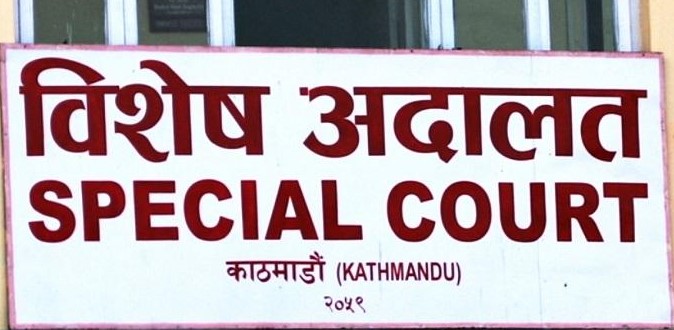 विशेष अदालत
SPECIAL COURT
काठमाडौं (KATHMANDU)
२०५९